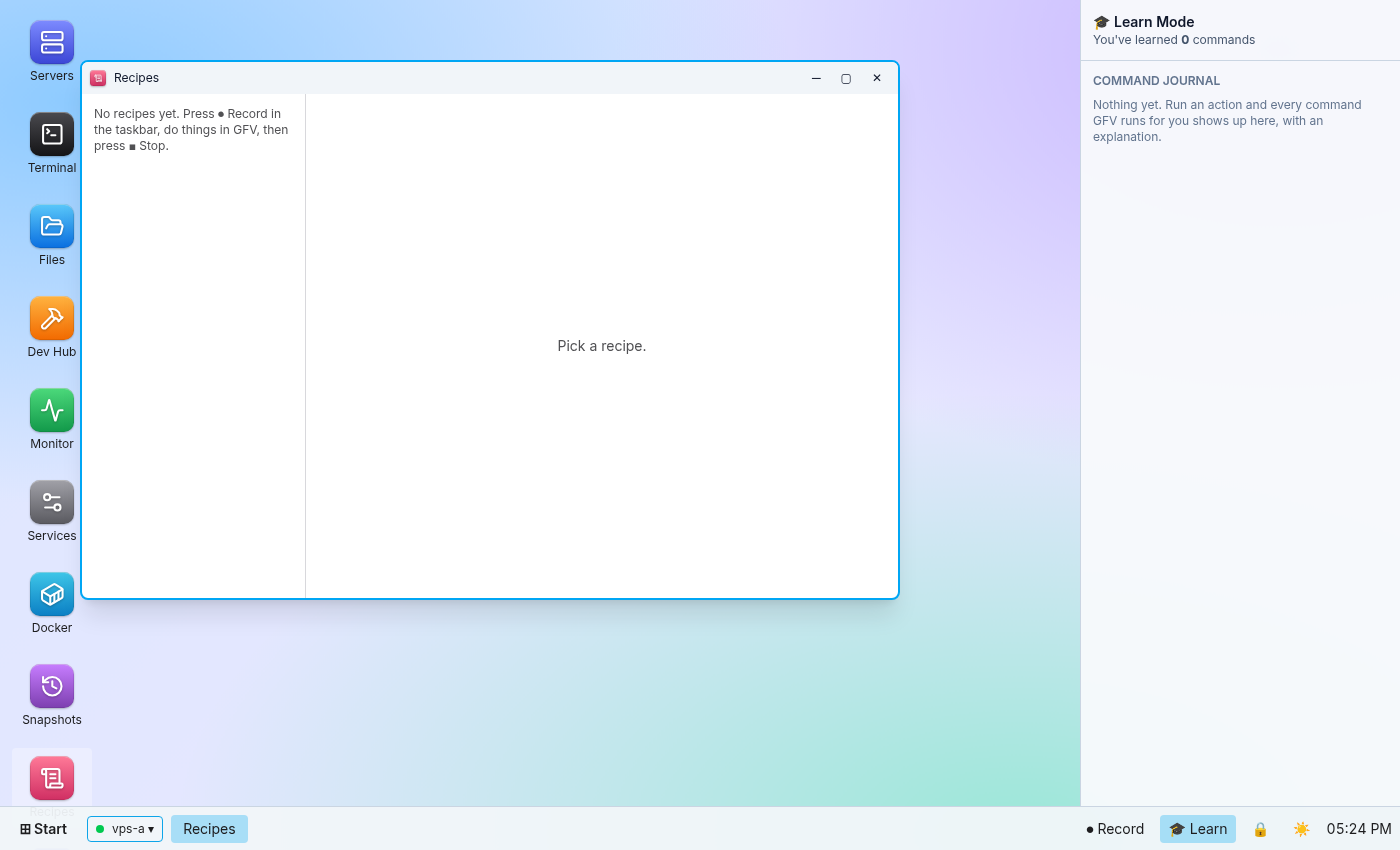 Servers
Terminal
Files
Dev Hub
Monitor
Services
Docker
Snapshots
Recipes
Recipes
No recipes yet. Press ● Record in
the taskbar, do things in GFV, then
press ■ Stop.
Pick a recipe.
🎓 Learn Mode
You've learned 0 commands
COMMAND JOURNAL
Nothing yet. Run an action and every command
GFV runs for you shows up here, with an
explanation.
⊞ Start
vps-a ▾
Recipes
● Record
🎓 Learn
05:24 PM